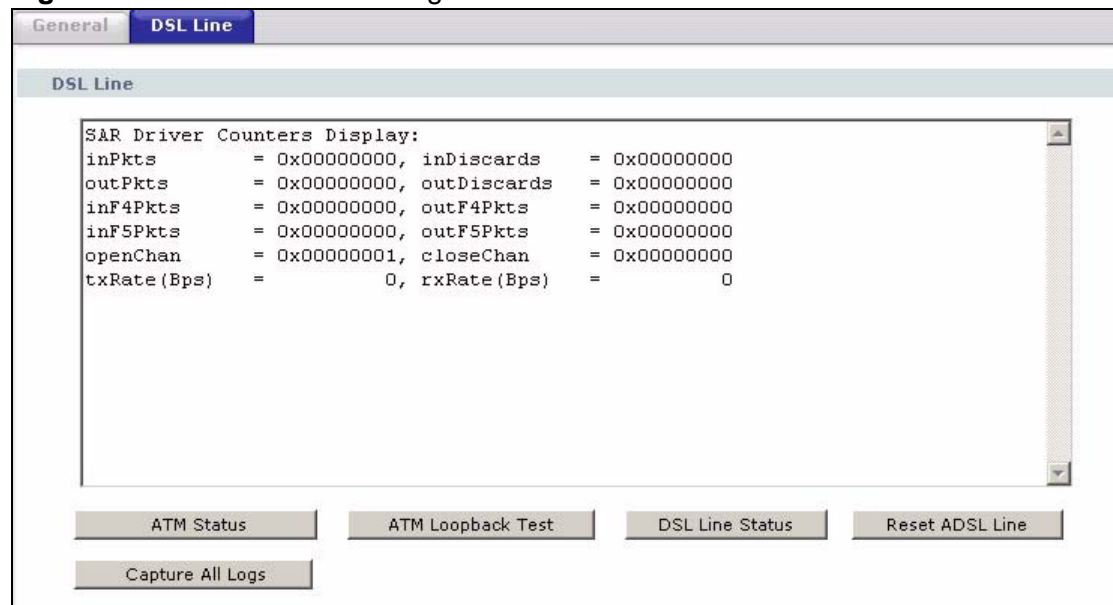 General DSL Line
DSL Line
SAR Driver Counters Display:
inPkts = 0x00000000, inDiscards = 0x00000000
outPkts = 0x00000000, outDiscards = 0x00000000
inF4Pkts = 0x00000000, outF4Pkts = 0x00000000
inF5Pkts = 0x00000000, outF5Pkts = 0x00000000
openChan = 0x00000001, closeChan = 0x00000000
txRate(Bps) = 0, rxRate(Bps) = 0
ATM Status ATM Loopback Test DSL Line Status Reset ADSL Line
Capture All Logs